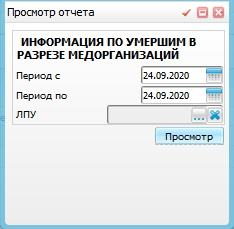 Просмотр отчета
ИНФОРМАЦИЯ ПО УМЕРШИМ В
РАЗРЕЗЕ МЕДОРГАНИЗАЦИЙ
Период с 24.09.2020
Период по 24.09.2020
ЛПУ ...
Просмотр